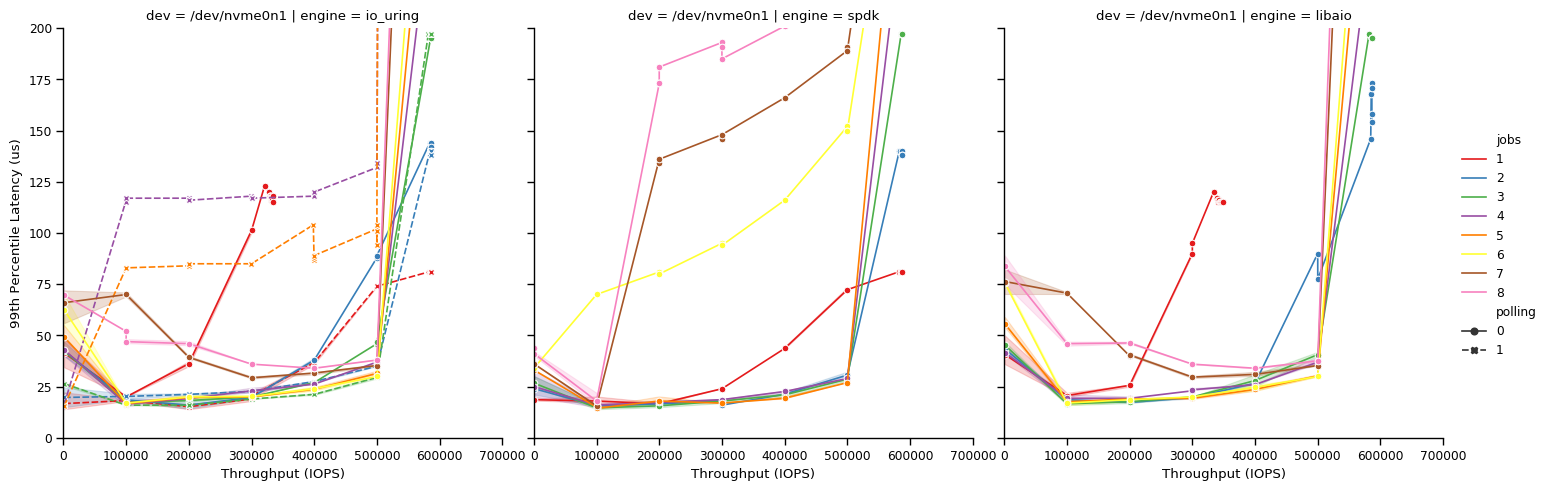 dev = /dev/nvme0n1 | engine = io_uring
dev = /dev/nvme0n1 | engine = spdk
dev = /dev/nvme0n1 | engine = libaio
99th Percentile Latency (us)
200
175
150
125
100
75
50
25
0
0 100000 200000 300000 400000 500000 600000 700000
0 100000 200000 300000 400000 500000 600000 700000
0 100000 200000 300000 400000 500000 600000 700000
Throughput (IOPS)
Throughput (IOPS)
Throughput (IOPS)
jobs
1
2
3
4
5
6
7
8
polling
0
1